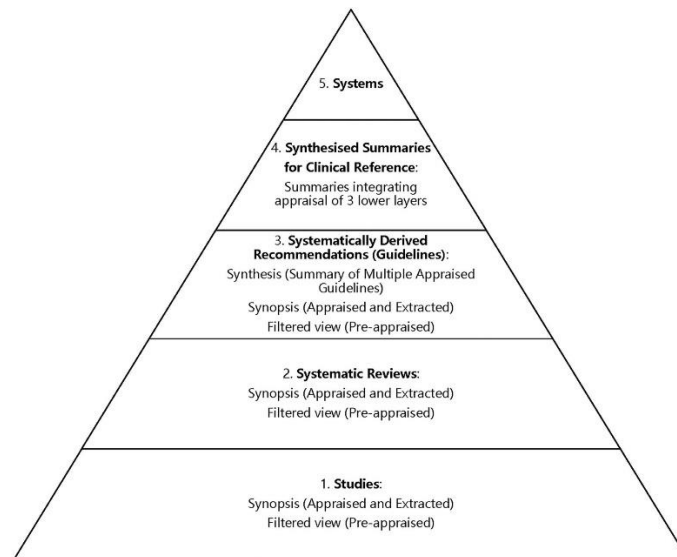 5. Systems
4. Synthesised Summaries
for Clinical Reference:
Summaries integrating
appraisal of 3 lower layers
3. Systematically Derived
Recommendations (Guidelines):
Synthesis (Summary of Multiple Appraised
Guidelines)
Synopsis (Appraised and Extracted)
Filtered view (Pre-appraised)
2. Systematic Reviews:
Synopsis (Appraised and Extracted)
Filtered view (Pre-appraised)
1. Studies:
Synopsis (Appraised and Extracted)
Filtered view (Pre-appraised)